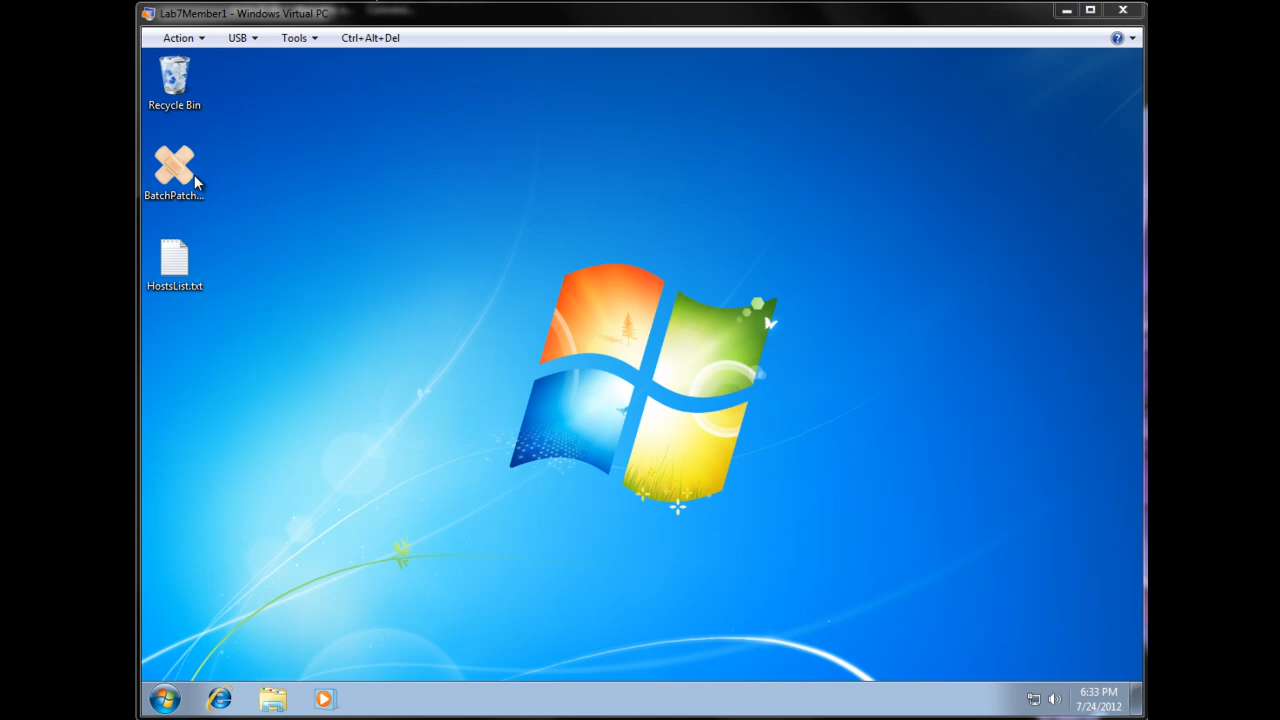 Lab7Member1 - Windows Virtual PC
Action USB Tools Ctrl+Alt+Del
Recycle Bin
BatchPatch...
HostsList.txt
6:33 PM
7/24/2012